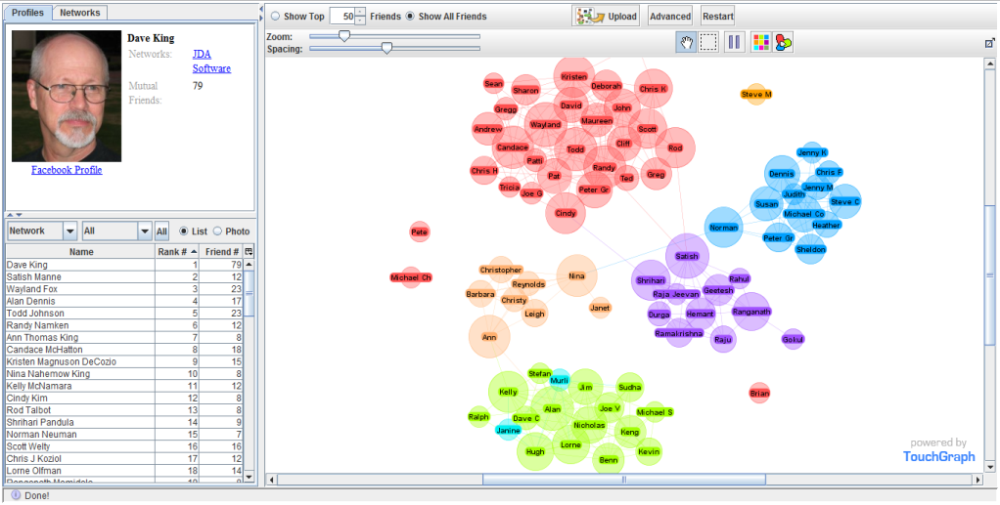 Profiles Networks
Dave King
Networks: JDA
Software
Mutual 79
Friends:
Facebook Profile
Network All All List Photo
Name Rank # Friend #
Dave King 1 79
Satish Manne 2 12
Wayland Fox 3 23
Alan Dennis 4 17
Todd Johnson 5 23
Randy Namken 6 12
Ann Thomas King 7 8
Candace McHatton 8 18
Kristen Magnuson DeCozio 9 15
Nina Nahemow King 10 8
Kelly McNamara 11 12
Cindy Kim 12 8
Rod Talbot 13 8
Shrihari Pandula 14 9
Norman Neuman 15 7
Scott Welty 16 16
Chris J Koziol 17 12
Lorne Olfman 18 14
Done!
Show Top 50 Friends Show All Friends Upload Advanced Restart
Zoom:
Spacing:
Kristen
Sean
Sharon
Deborah
Chris K
David
Gregg
John
Maureen
Wayland
Andrew
Scott
Cliff
Candace
Todd
Rod
Patti
Randy
Chris H
Pat
Ted
Greg
Tricia
Joe G
Peter Gr
Cindy
Steve M
Jenny K
Dennis
Chris P
Jenny M
Judith
Steve C
Susan
Michael Co
Norman
Heather
Peter Gr
Sheldon
Pete
Michael Ch
Christopher
Nina
Reynolds
Barbara
Christy
Leigh
Janet
Ann
Satish
Shrihari
Rahul
Geetesh
Raja Jeevan
Durga
Hemant
Ranganath
Ramakrishna
Raju
Gokul
Stefan
Murli
Jim
Sudha
Kelly
Brian
Alan
Joe V
Michael S
Ralph
Dave C
Nicholas
Janine
Keng
Lorne
Hugh
Benn
Kevin
powered by
TouchGraph